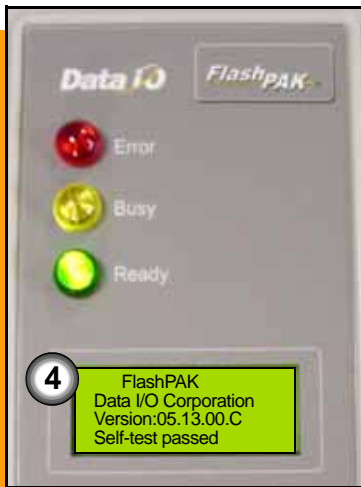 Data I/O
FlashPAK
Error
Busy
Ready
4
FlashPAK
Data I/O Corporation
Version:05.13.00.C
Self-test passed